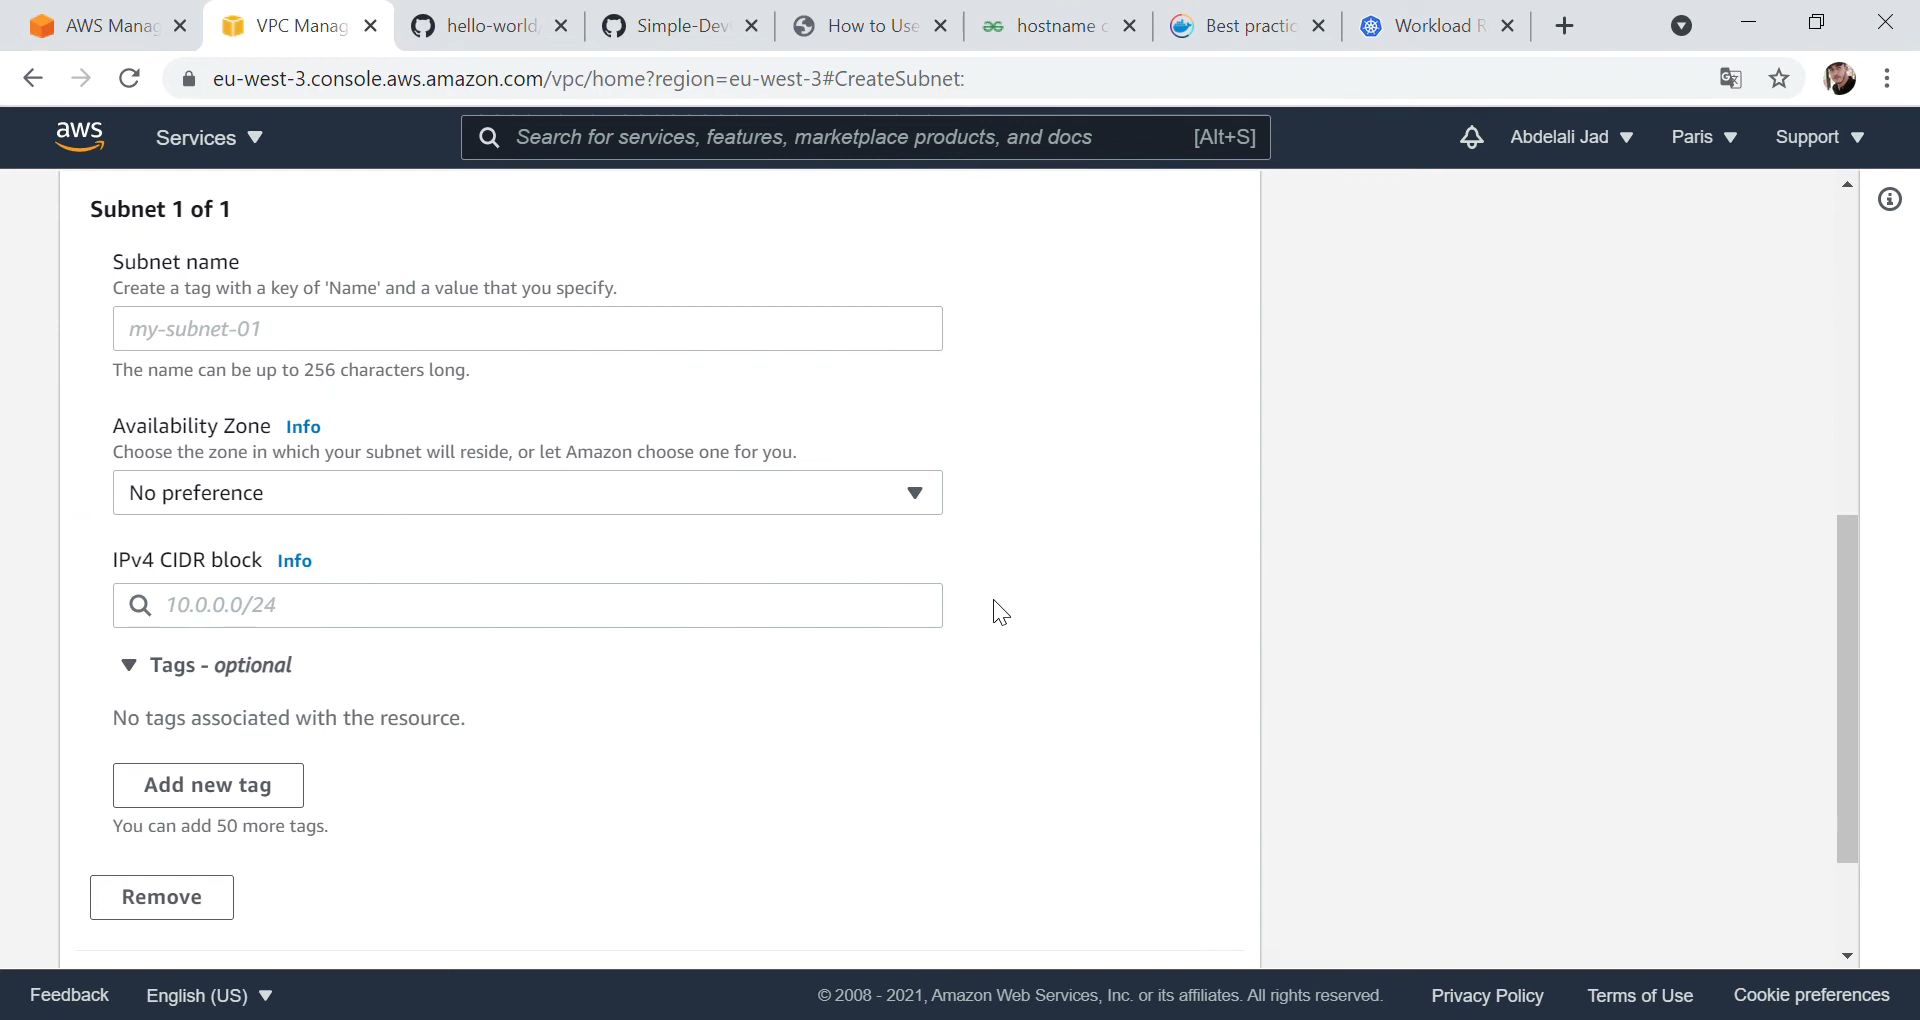 AWS Manag
VPC Manag
hello-world/
Simple-Dev
How to Use
hostname c
Best practic
Workload R
eu-west-3.console.aws.amazon.com/vpc/home?region=eu-west-3#CreateSubnet:
aws
Services
Search for services, features, marketplace products, and docs
[Alt+S]
Abdelali Jad
Paris
Support
Subnet 1 of 1
Subnet name
Create a tag with a key of 'Name' and a value that you specify.
my-subnet-01
The name can be up to 256 characters long.
Availability Zone Info
Choose the zone in which your subnet will reside, or let Amazon choose one for you.
No preference
IPv4 CIDR block Info
10.0.0.0/24
Tags - optional
No tags associated with the resource.
Add new tag
You can add 50 more tags.
Remove
Feedback
English (US)
© 2008 - 2021, Amazon Web Services, Inc. or its affiliates. All rights reserved.
Privacy Policy
Terms of Use
Cookie preferences